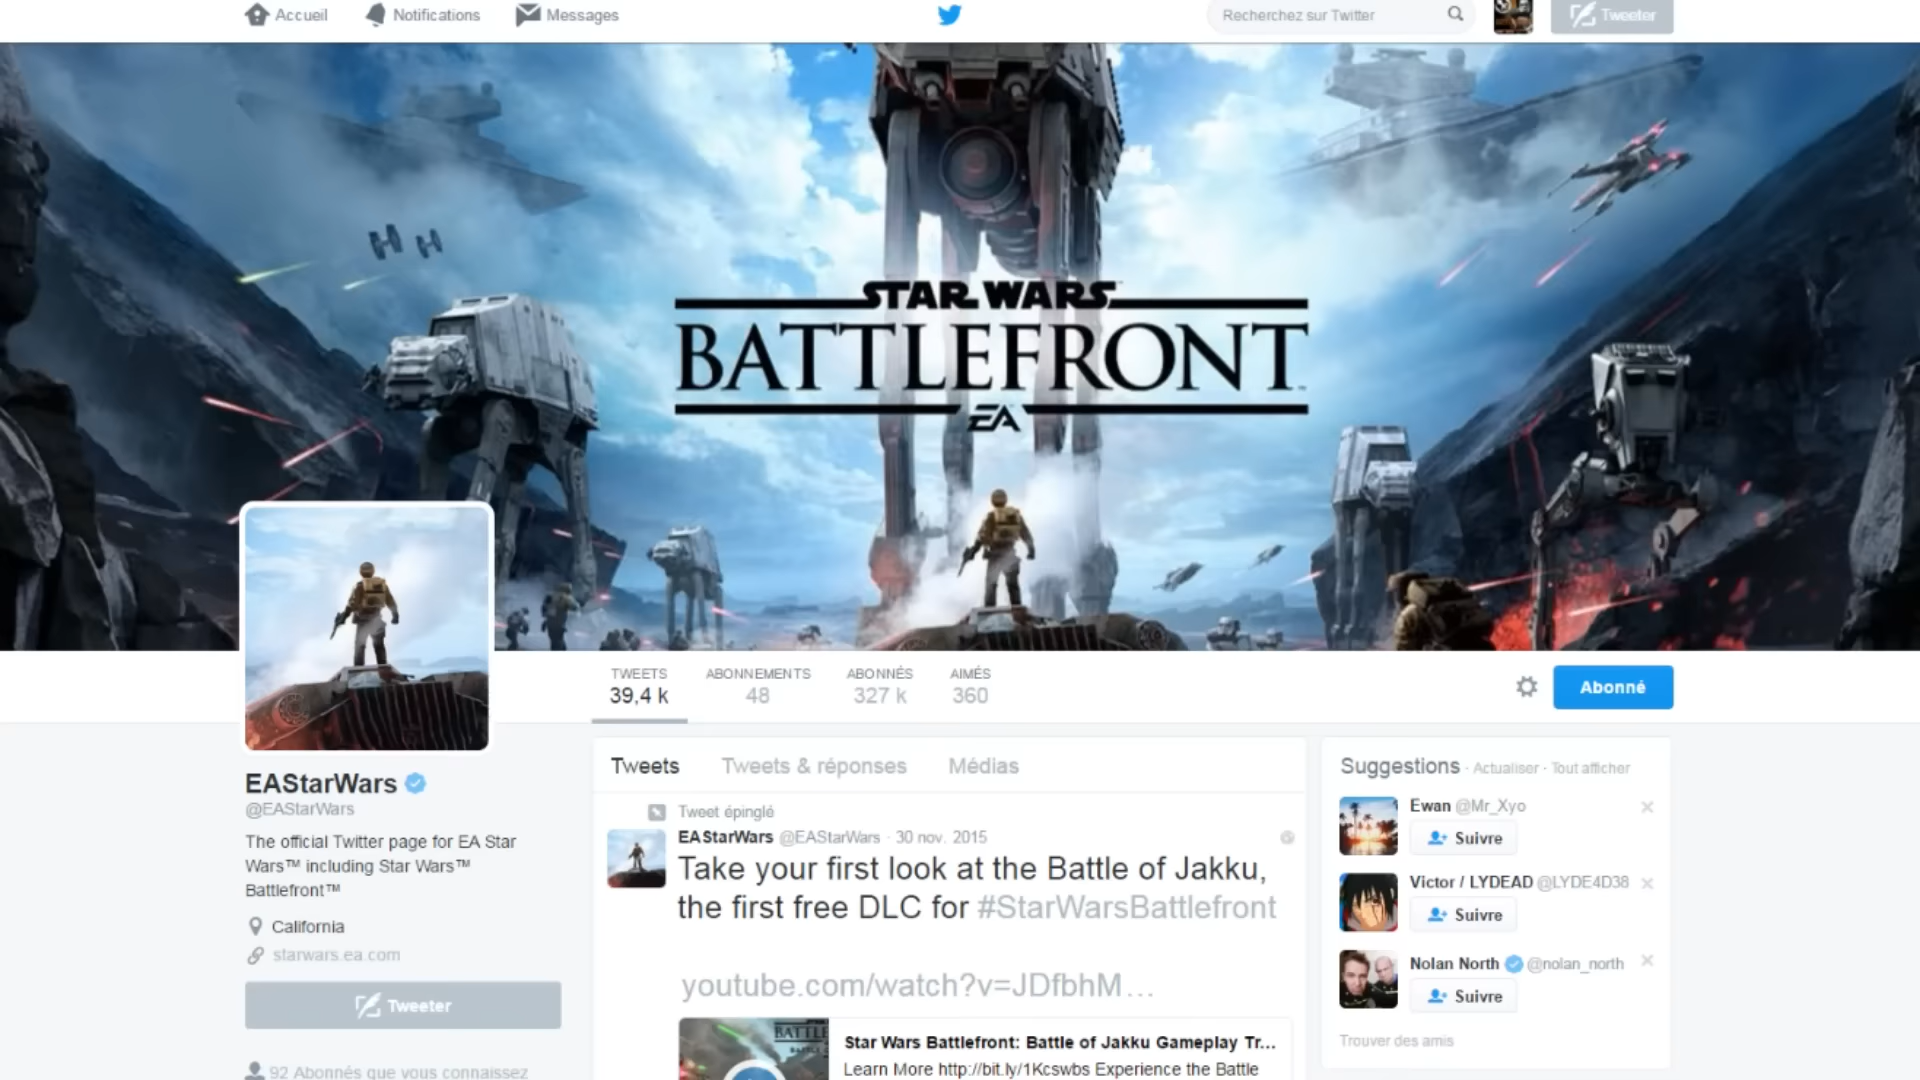 Accueil
Notifications
Messages
Recherchez sur Twitter
Tweeter
STAR WARS
BATTLEFRONT
EA
TWEETS
39,4 k
ABONNEMENTS
48
ABONNÉS
327 k
AIMÉS
360
Abonné
EAStarWars
@EAStarWars
The official Twitter page for EA Star
Wars™ including Star Wars™
Battlefront™
California
starwars.ea.com
Tweeter
92 Abonnés que vous connaissez
Tweets
Tweets & réponses
Médias
Tweet épinglé
EAStarWars @EAStarWars · 30 nov. 2015
Take your first look at the Battle of Jakku,
the first free DLC for #StarWarsBattlefront
youtube.com/watch?v=JDfbhM…
Star Wars Battlefront: Battle of Jakku Gameplay Tr...
Learn More http://bit.ly/1Kcswbs Experience the Battle
Suggestions · Actualiser · Tout afficher
Ewan @Mr_Xyo
Suivre
Victor / LYDEAD @LYDE4D38
Suivre
Nolan North @nolan_north
Suivre
Trouver des amis